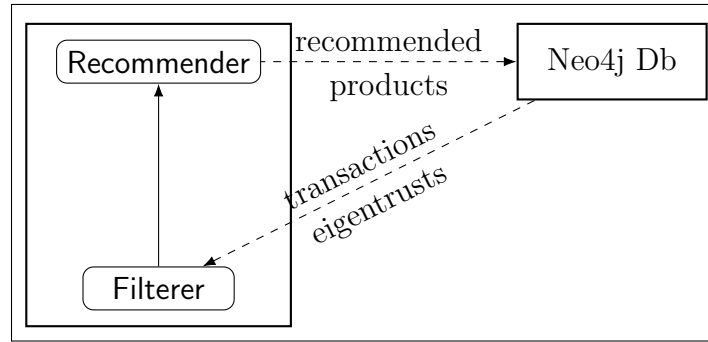 Recommender
recommended
products
Neo4j Db
transactions
eigentrusts
Filterer